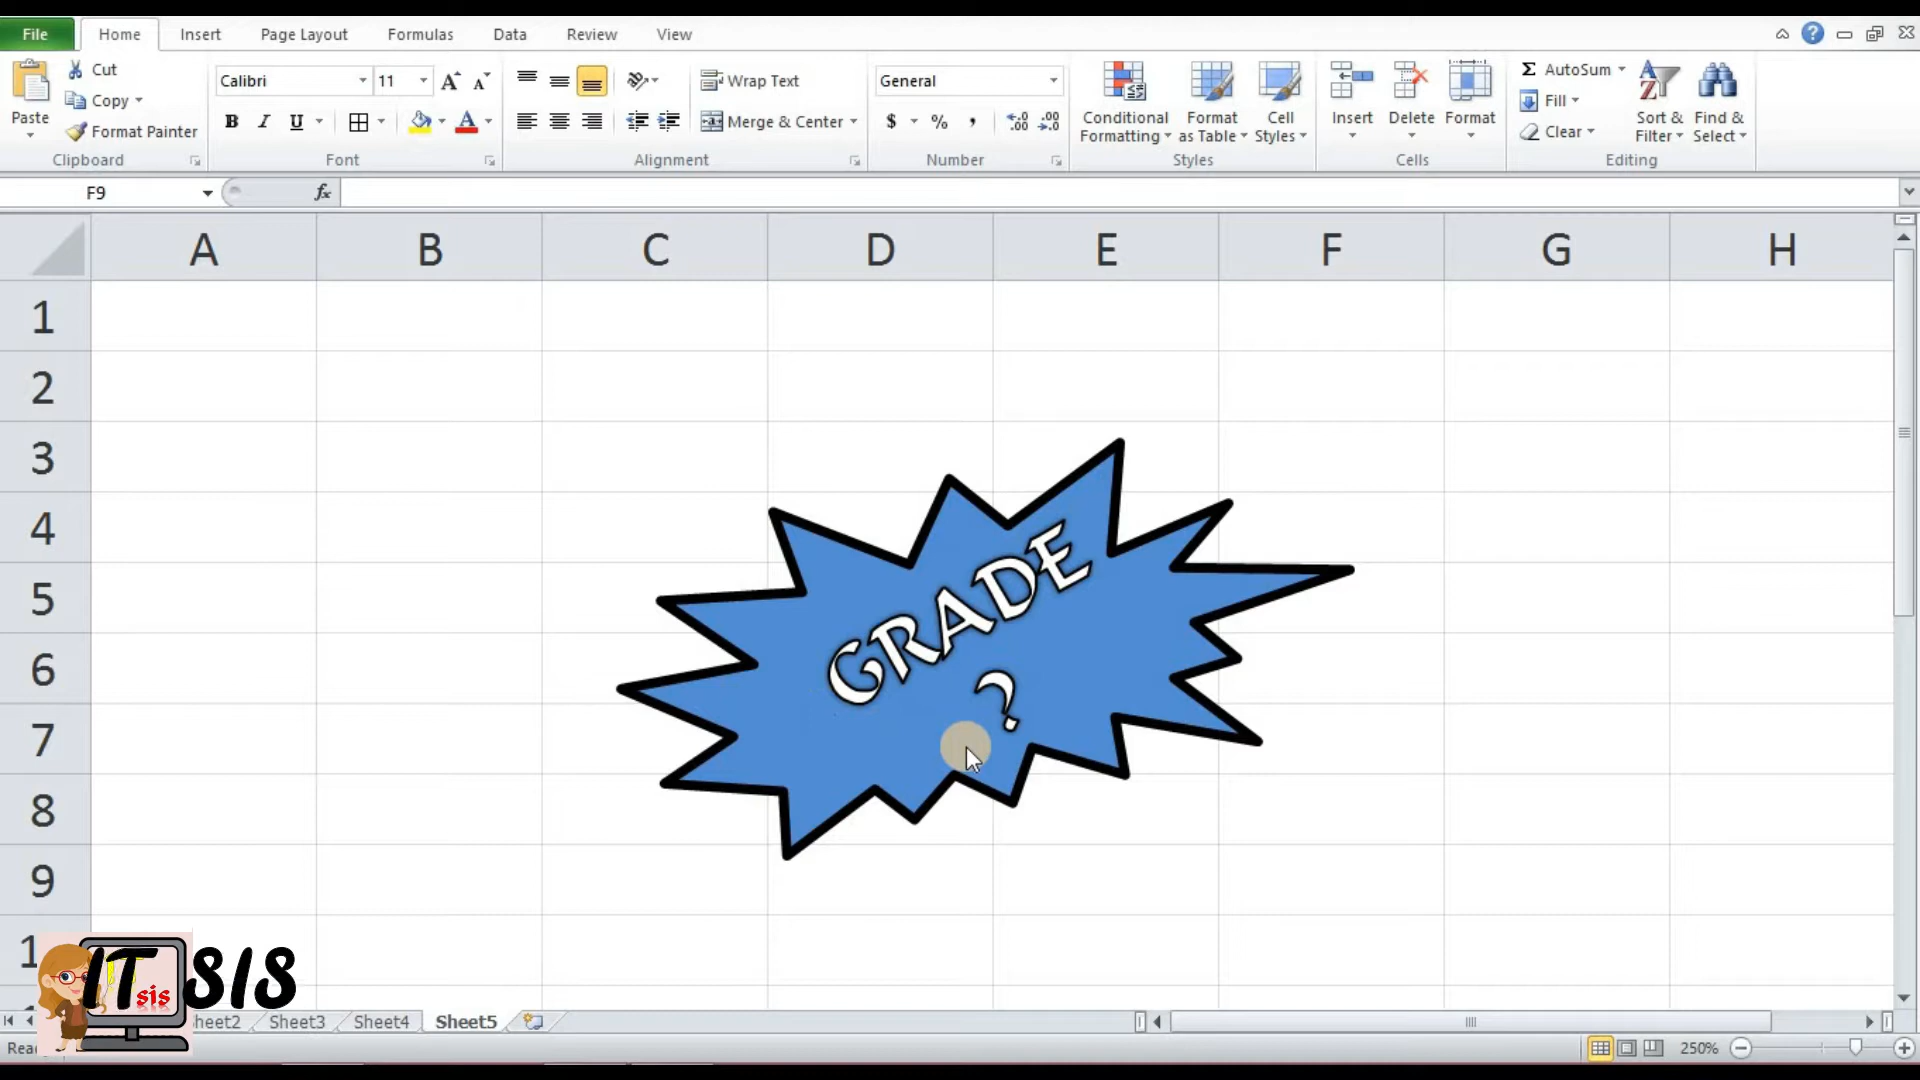 File Home Insert Page Layout Formulas Data Review View
Cut
Calibri 11 Wrap Text General AutoSum
Copy Fill
Paste Format Painter B I U Merge & Center $ % , Conditional Formatting Format as Table Cell Styles Insert Delete Format Clear Sort & Filter Find & Select
Clipboard Font Alignment Number Styles Cells Editing
F9 fx
A B C D E F G H
1
2
3
4
5
6
7
8
9
1
GRADE
?
IT SIS
sis
heet2 Sheet3 Sheet4 Sheet5
Rea 250%